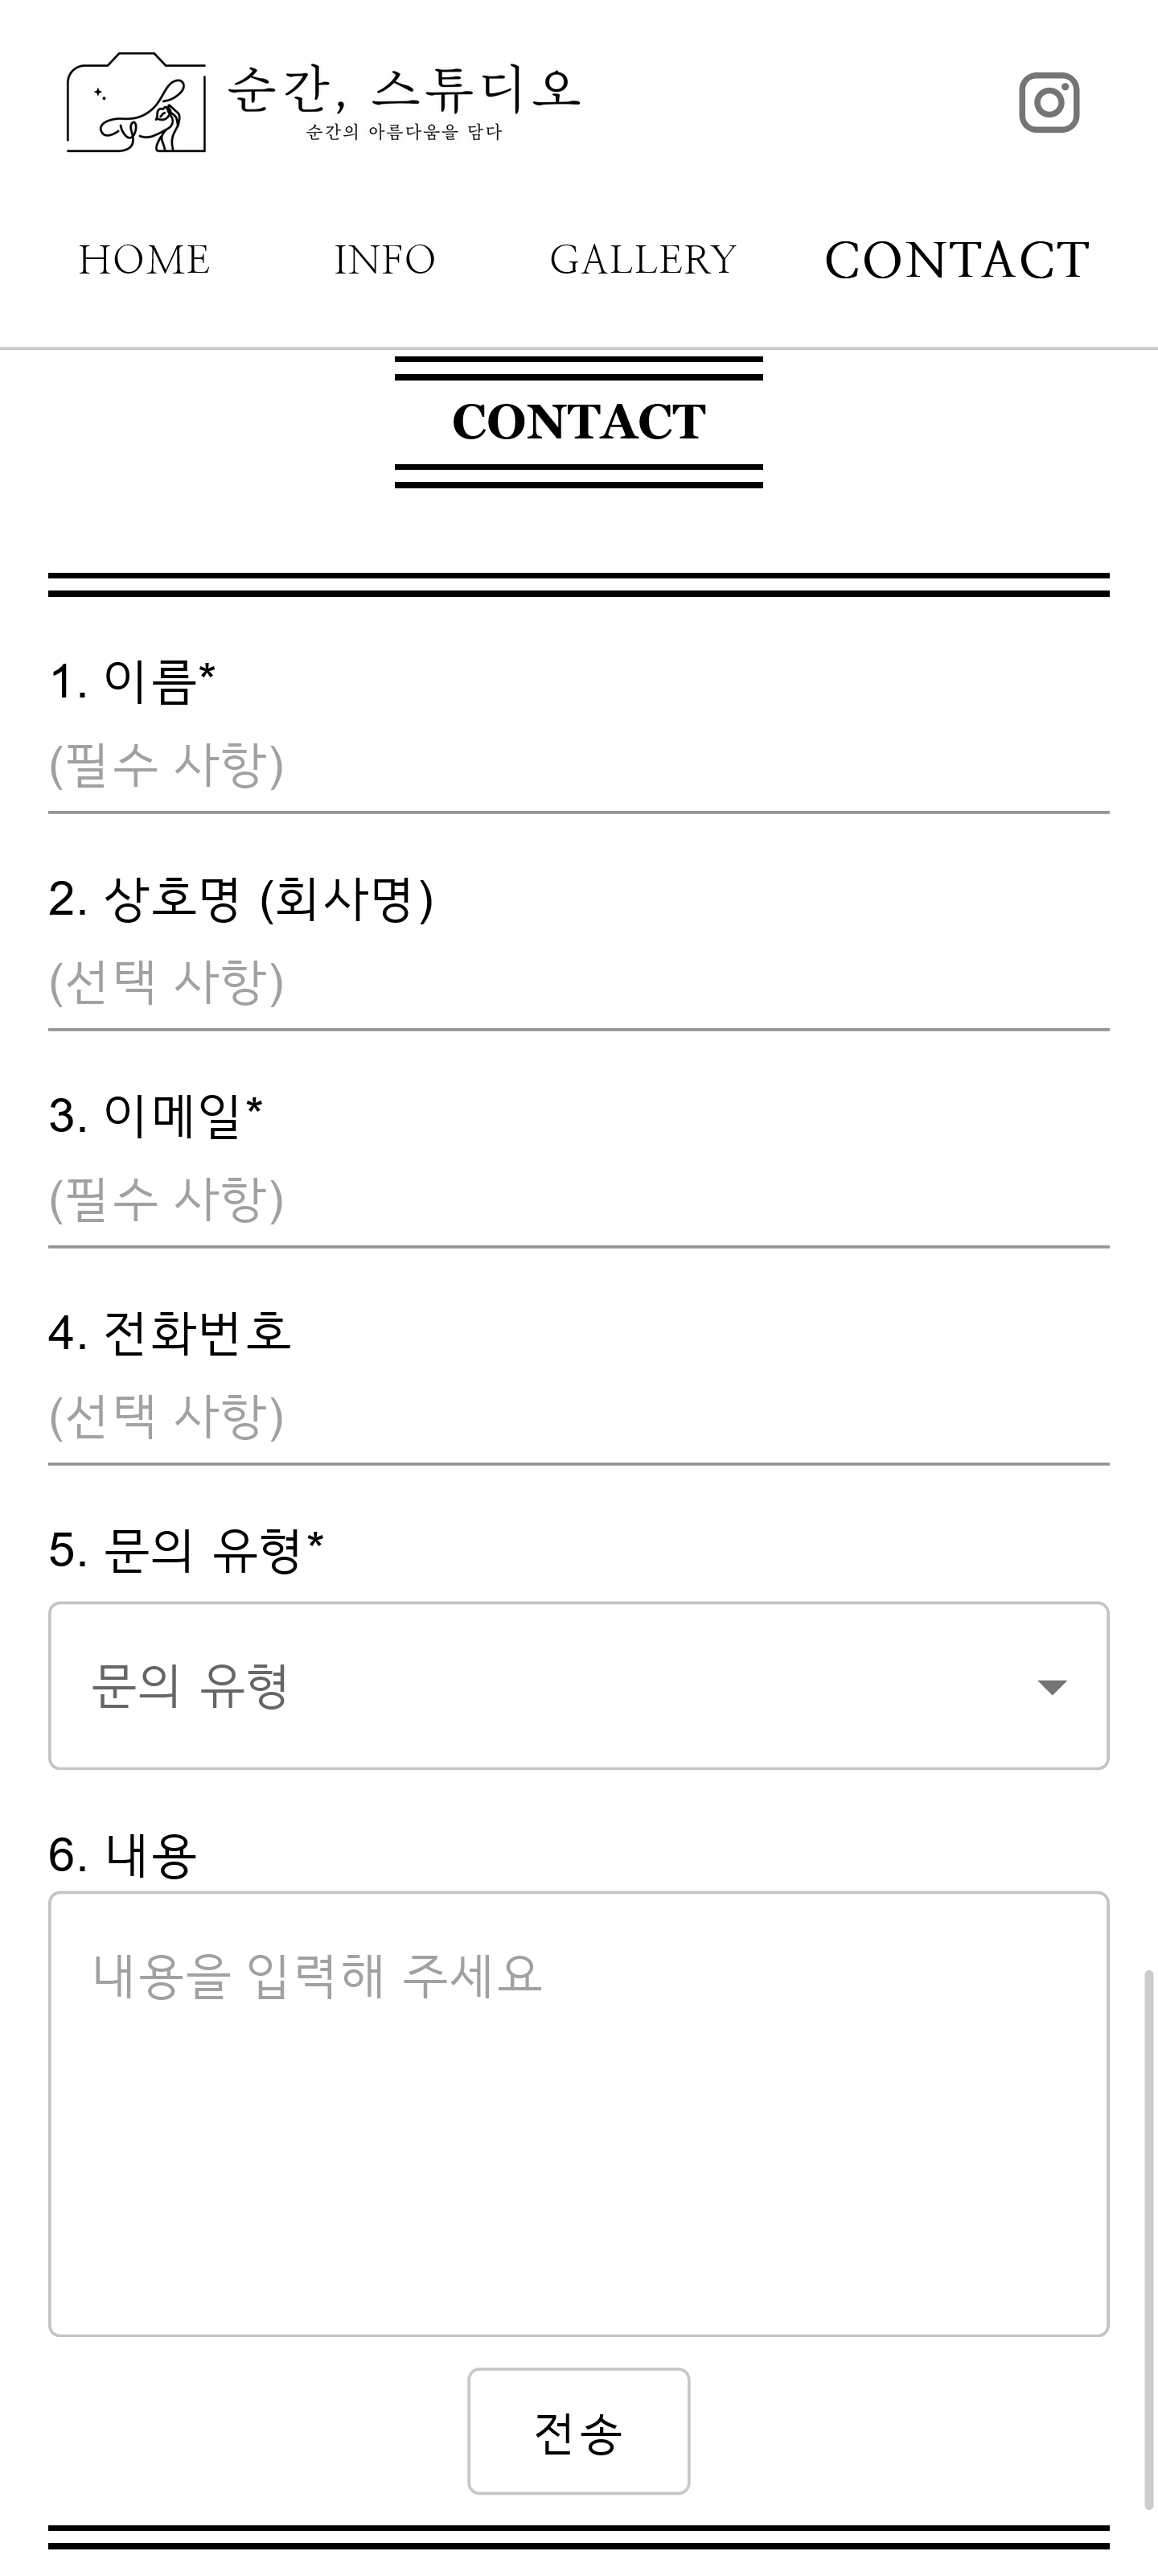 순간, 스튜디오
순간의 아름다움을 담다
HOME INFO GALLERY CONTACT
CONTACT
1. 이름*
(필수 사항)
2. 상호명 (회사명)
(선택 사항)
3. 이메일*
(필수 사항)
4. 전화번호
(선택 사항)
5. 문의 유형*
문의 유형
6. 내용
내용을 입력해 주세요
전송